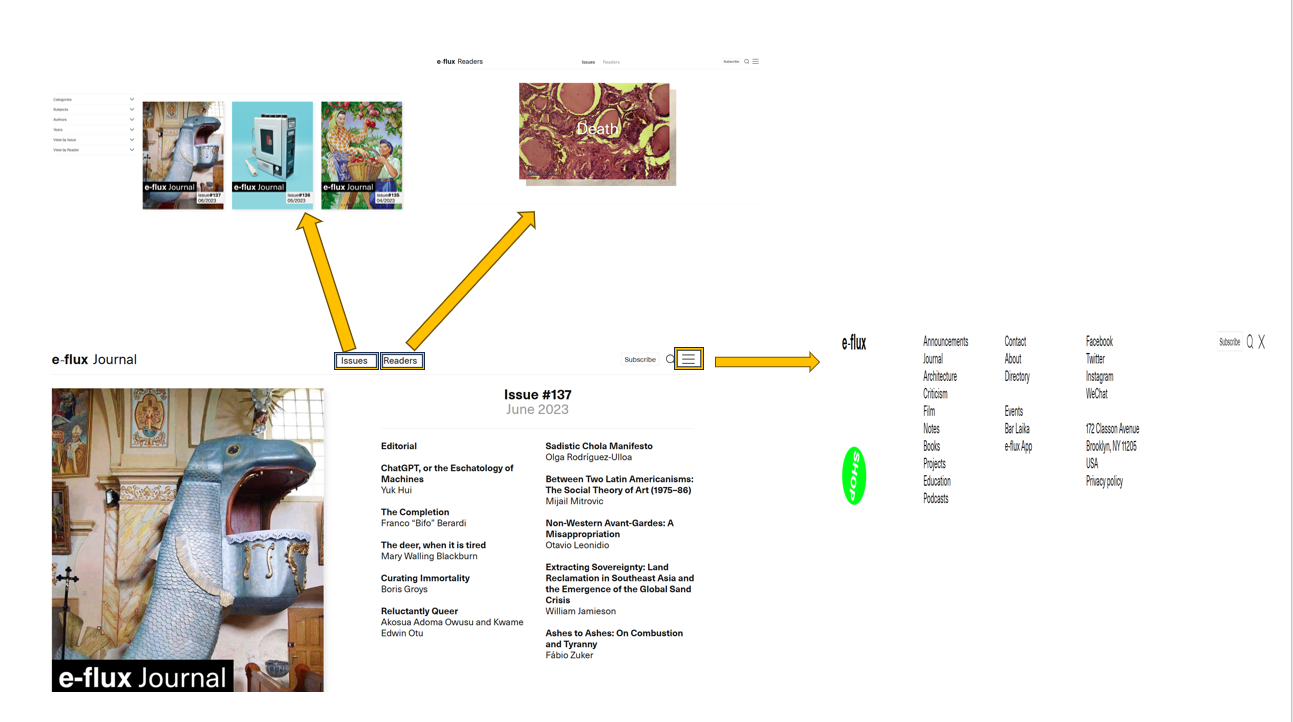 e-flux Readers
Issues Readers
Subscribe
Death
Categories
Subjects
Authors
Years
View by Issue
View by Reader
e-flux Journal
Issue#137
06/2023
e-flux Journal
Issue#136
05/2023
e-flux Journal
Issue#135
04/2023
e-flux Journal
Issues
Readers
Subscribe
Issue #137
June 2023
Editorial
ChatGPT, or the Eschatology of
Machines
Yuk Hui
The Completion
Franco “Bifo” Berardi
The deer, when it is tired
Mary Walling Blackburn
Curating Immortality
Boris Groys
Reluctantly Queer
Akosua Adoma Owusu and Kwame
Edwin Otu
Sadistic Chola Manifesto
Olga Rodríguez-Ulloa
Between Two Latin Americanisms:
The Social Theory of Art (1975–86)
Mijail Mitrovic
Non-Western Avant-Gardes: A
Misappropriation
Otavio Leonidio
Extracting Sovereignty: Land
Reclamation in Southeast Asia and
the Emergence of the Global Sand
Crisis
William Jamieson
Ashes to Ashes: On Combustion
and Tyranny
Fábio Zuker
e-flux Journal
e-flux
SHOP
Announcements
Journal
Architecture
Criticism
Film
Notes
Books
Projects
Education
Podcasts
Contact
About
Directory
Events
Bar Laika
e-flux App
Facebook
Twitter
Instagram
WeChat
172 Classon Avenue
Brooklyn, NY 11205
USA
Privacy policy
Subscribe
X